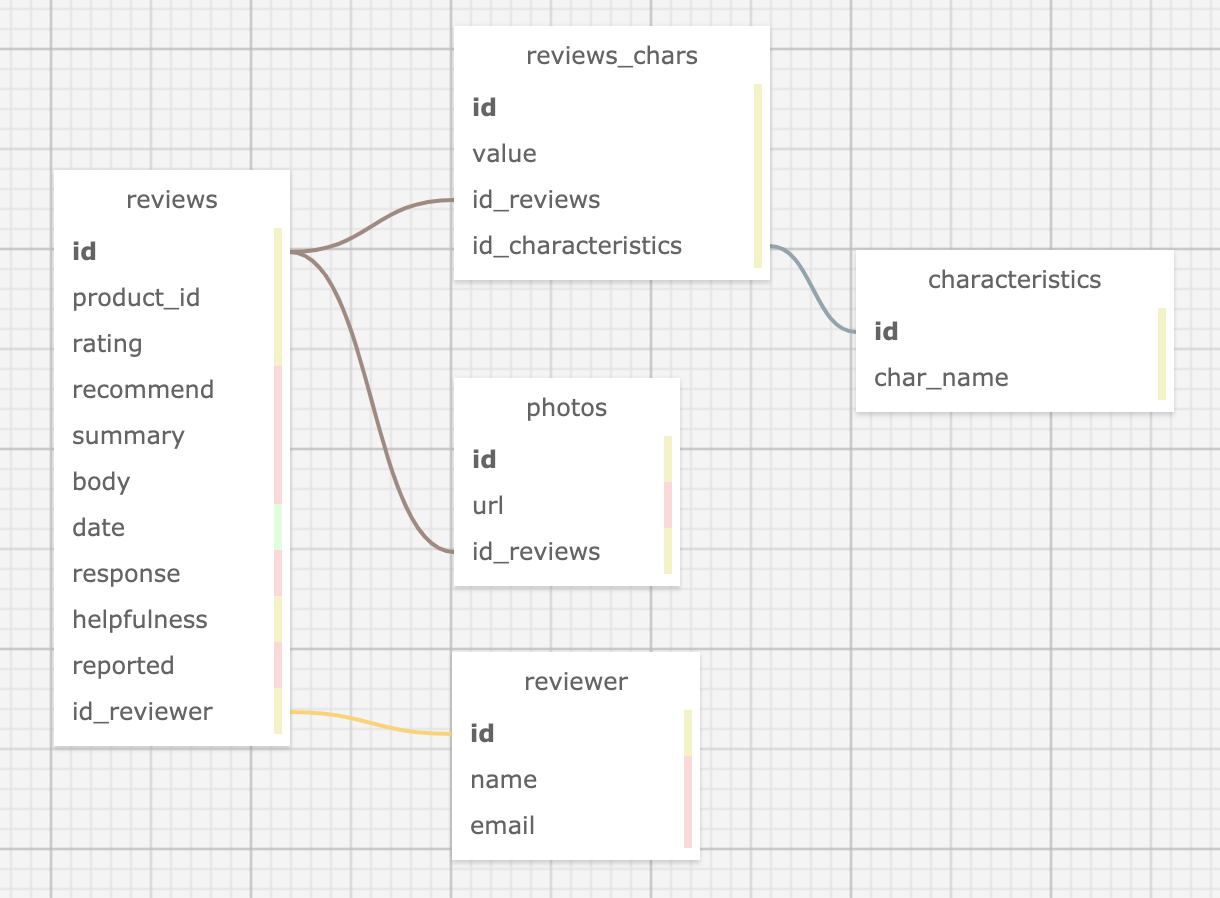 reviews
id
product_id
rating
recommend
summary
body
date
response
helpfulness
reported
id_reviewer
reviews_chars
id
value
id_reviews
id_characteristics
photos
id
url
id_reviews
reviewer
id
name
email
characteristics
id
char_name